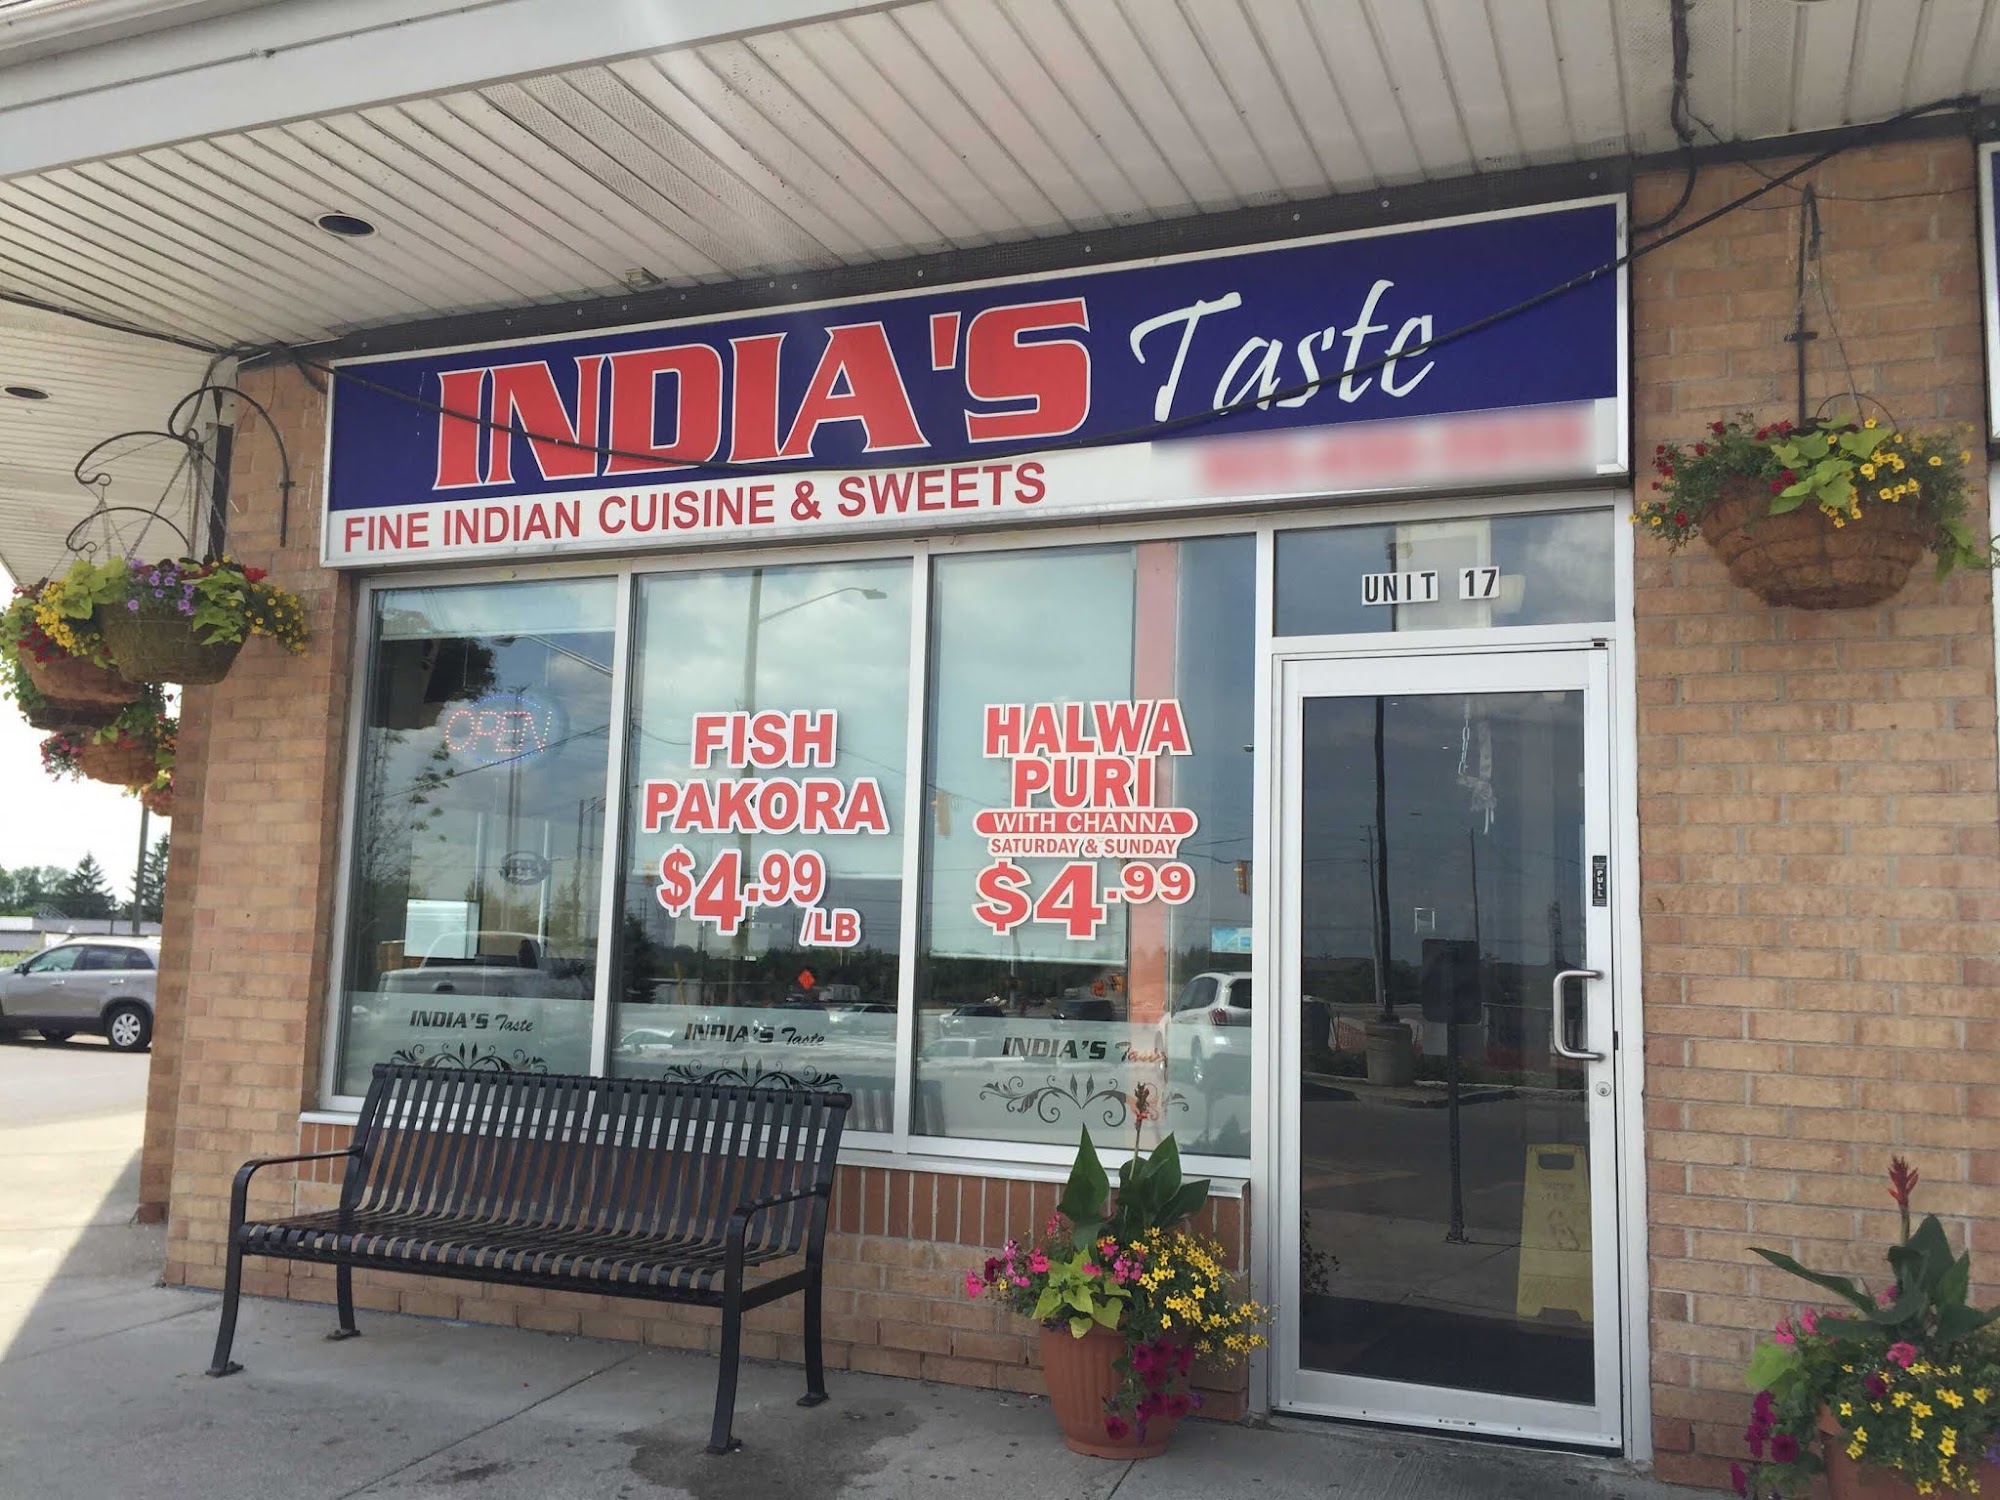 INDIA'S Taste
FINE INDIAN CUISINE & SWEETS
UNIT 17
OPEN
FISH
PAKORA
$4.99
/LB
HALWA
PURI
WITH CHANNA
SATURDAY & SUNDAY
$4.99
PULL
INDIA'S Taste
INDIA'S Taste
INDIA'S Taste